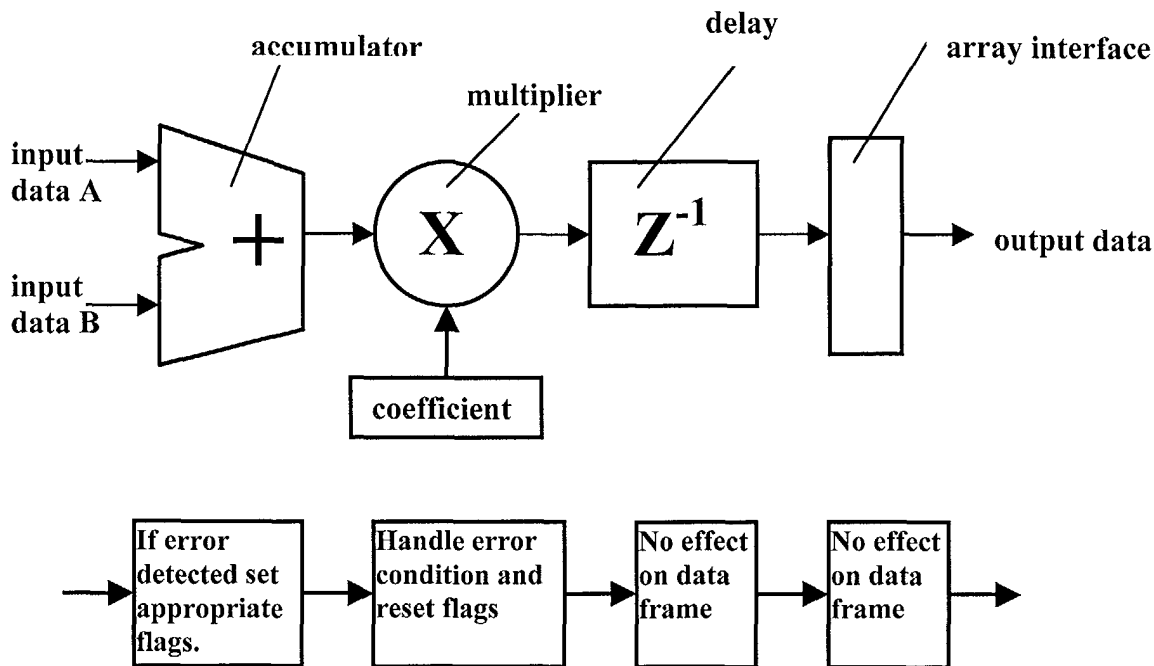 accumulator
delay
array interface
multiplier
input
data A
+
X
Z-1
output data
input
data B
coefficient
If error
detected set
appropriate
flags.
Handle error
condition and
reset flags
No effect
on data
frame
No effect
on data
frame